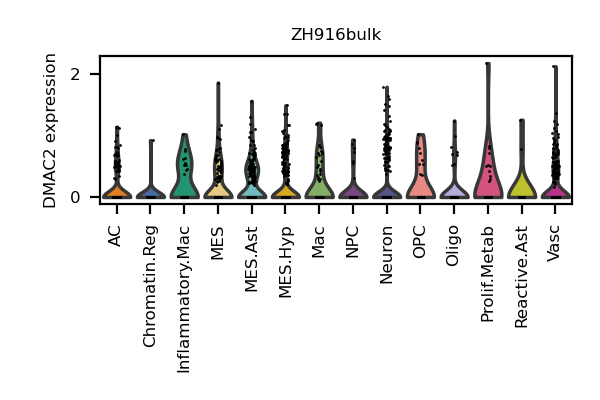 ZH916bulk
DMAC2 expression
2
0
AC
Chromatin.Reg
Inflammatory.Mac
MES
MES.Ast
MES.Hyp
Mac
NPC
Neuron
OPC
Oligo
Prolif.Metab
Reactive.Ast
Vasc